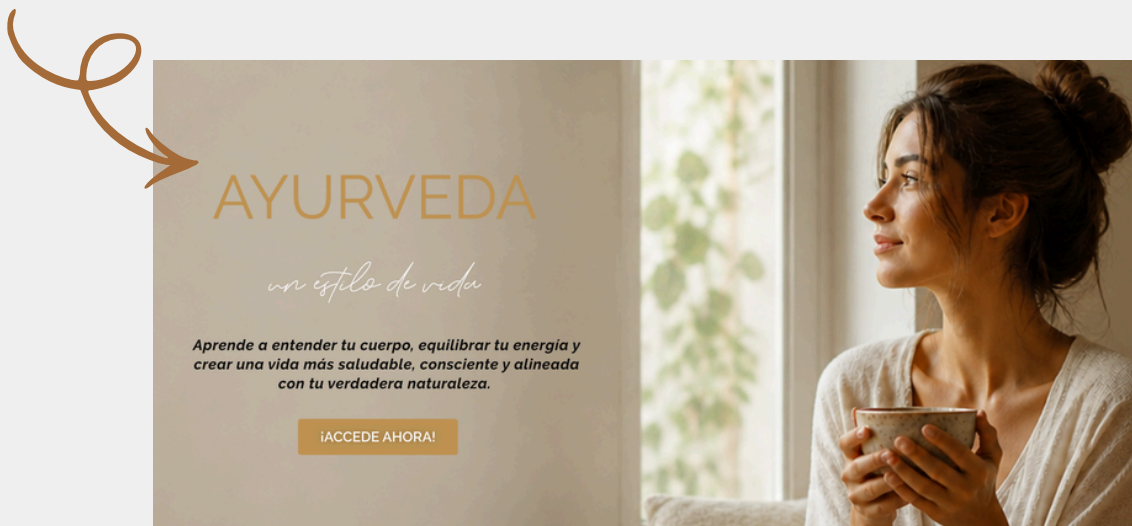 AYURVEDA
un estilo de vida
Aprende a entender tu cuerpo, equilibrar tu energía y
crear una vida más saludable, consciente y alineada
con tu verdadera naturaleza.
¡ACCEDE AHORA!